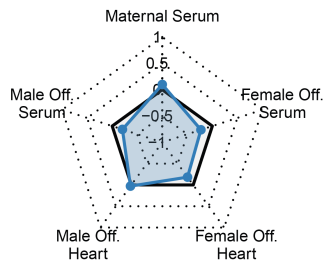 Maternal Serum
1
0.5
0
Male Off.
Serum
Female Off.
Serum
−0.5
−1
Male Off.
Heart
Female Off.
Heart